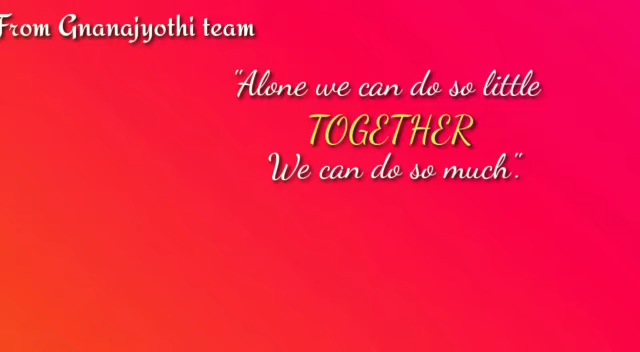 From Gnanajyothi team
"Alone we can do so little
TOGETHER
We can do so much".